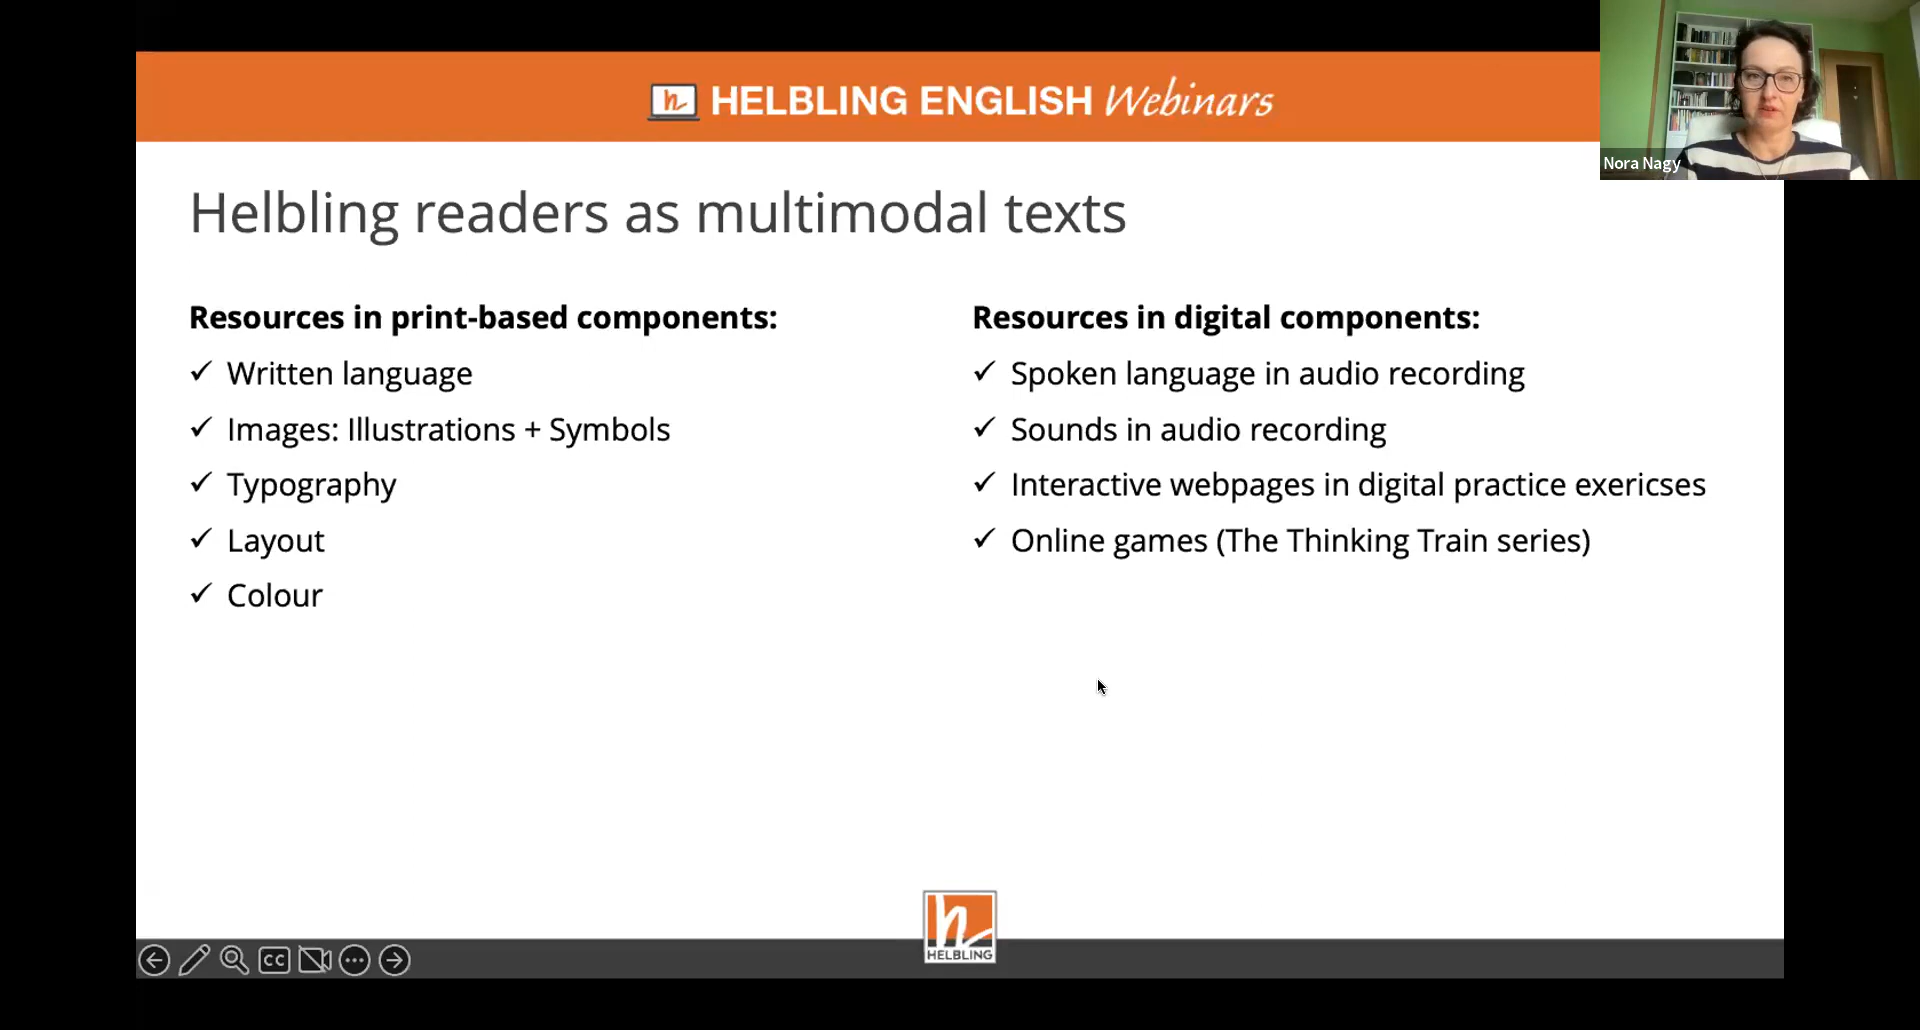 HELBLING ENGLISH Webinars
Nora Nagy
Helbling readers as multimodal texts
Resources in print-based components:
✓ Written language
✓ Images: Illustrations + Symbols
✓ Typography
✓ Layout
✓ Colour
Resources in digital components:
✓ Spoken language in audio recording
✓ Sounds in audio recording
✓ Interactive webpages in digital practice exericses
✓ Online games (The Thinking Train series)
h
HELBLING
CC